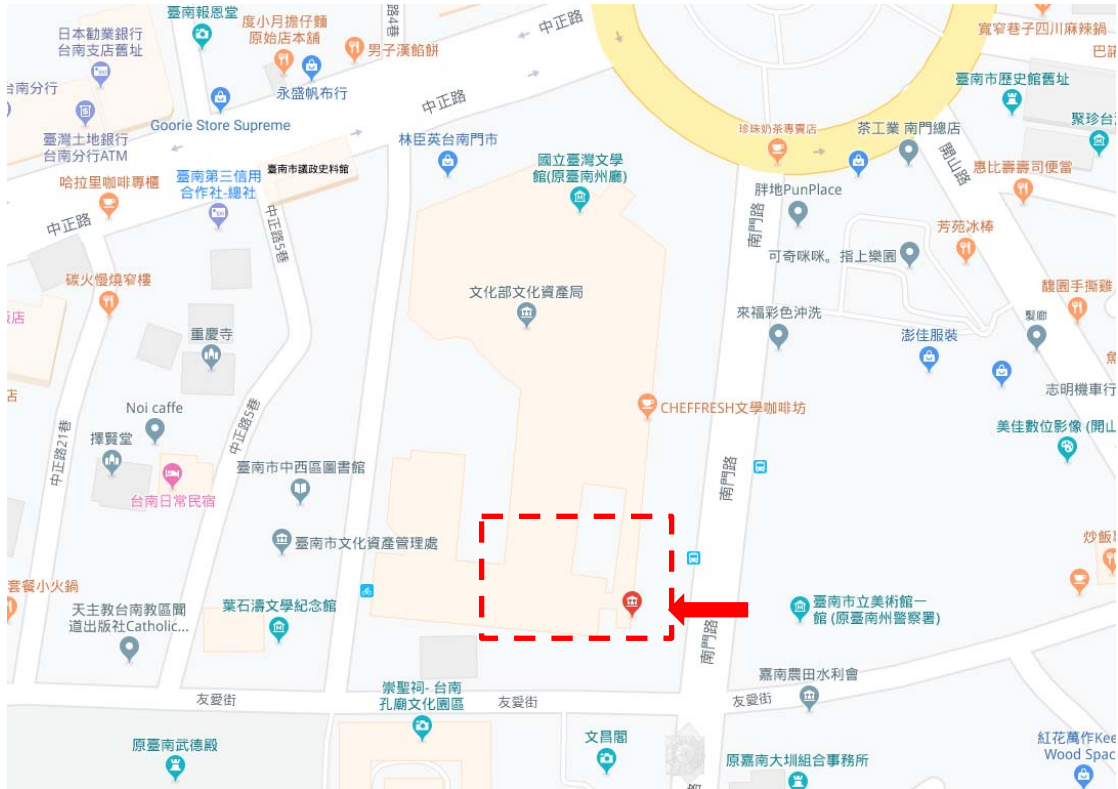 臺南報恩堂
日本勸業銀行
台南支店舊址
度小月擔仔麵
原始店本舖
男子漢餡餅
路4巷
中正路
寬窄巷子四川麻辣鍋
巴諾
台南分行
永盛帆布行
中正路
臺南市歷史館舊址
Goorie Store Supreme
臺灣土地銀行
台南分行ATM
林臣英台南門市
珍珠奶茶專賣店
茶工業 南門總店
聚珍台
開山路
哈拉里咖啡專櫃
臺南第三信用
合作社-總社
臺南市議政史料館
國立臺灣文學
館(原臺南州廳)
惠比壽壽司便當
胖地PunPlace
中正路
中正路5巷
南門路
芳苑冰棒
可奇咪咪。指上樂園
碳火慢燒窄樓
文化部文化資產局
馥園手撕雞
飯店
重慶寺
來福彩色沖洗
髮廊
澎佳服裝
魚
店
志明機車行
Noi caffe
CHEFFRESH文學咖啡坊
中正路5巷
擇賢堂
美佳數位影像 (開山
中正路21巷
臺南市中西區圖書館
南門路
台南日常民宿
臺南市文化資產管理處
炒飯
套餐小火鍋
天主教台南教區聞
道出版社Catholic...
葉石濤文學紀念館
臺南市立美術館一
館 (原臺南州警察署)
南門路
嘉南農田水利會
友愛街
崇聖祠- 台南
孔廟文化園區
友愛街
友愛街
原臺南武德殿
文昌閣
原嘉南大圳組合事務所
紅花萬作Kee
Wood Spac
路